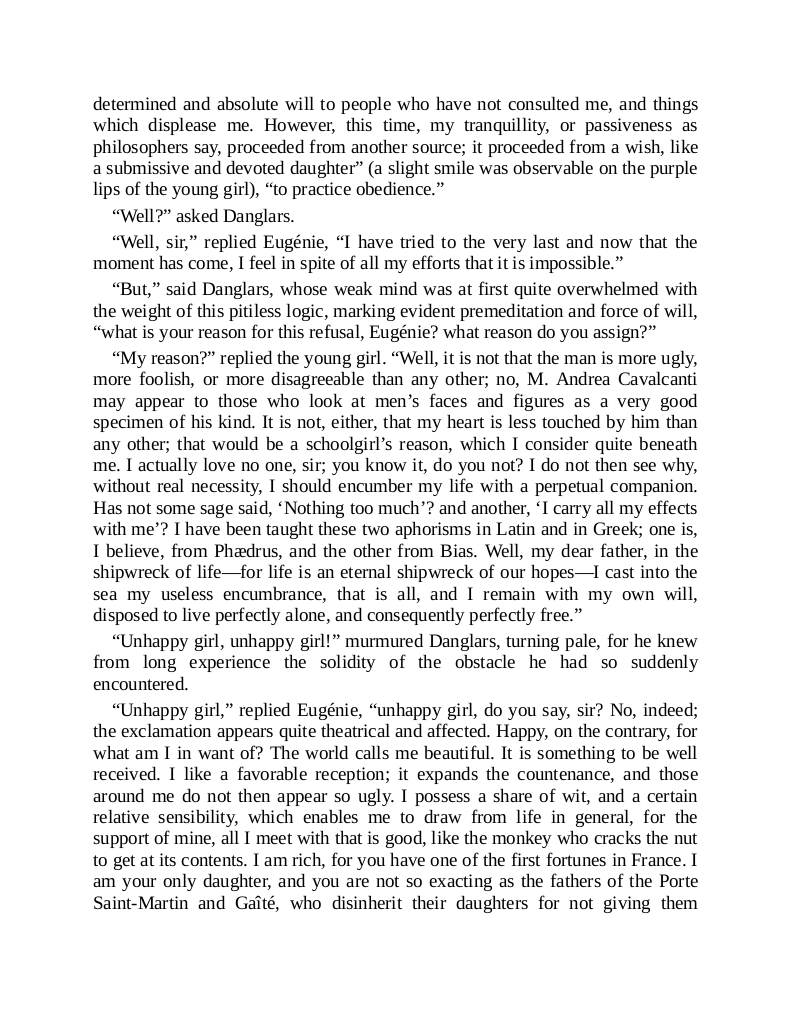 determined and absolute will to people who have not consulted me, and things
which displease me. However, this time, my tranquillity, or passiveness as
philosophers say, proceeded from another source; it proceeded from a wish, like
a submissive and devoted daughter” (a slight smile was observable on the purple
lips of the young girl), “to practice obedience.”
“Well?” asked Danglars.
“Well, sir,” replied Eugénie, “I have tried to the very last and now that the
moment has come, I feel in spite of all my efforts that it is impossible.”
“But,” said Danglars, whose weak mind was at first quite overwhelmed with
the weight of this pitiless logic, marking evident premeditation and force of will,
“what is your reason for this refusal, Eugénie? what reason do you assign?”
“My reason?” replied the young girl. “Well, it is not that the man is more ugly,
more foolish, or more disagreeable than any other; no, M. Andrea Cavalcanti
may appear to those who look at men’s faces and figures as a very good
specimen of his kind. It is not, either, that my heart is less touched by him than
any other; that would be a schoolgirl’s reason, which I consider quite beneath
me. I actually love no one, sir; you know it, do you not? I do not then see why,
without real necessity, I should encumber my life with a perpetual companion.
Has not some sage said, ‘Nothing too much’? and another, ‘I carry all my effects
with me’? I have been taught these two aphorisms in Latin and in Greek; one is,
I believe, from Phædrus, and the other from Bias. Well, my dear father, in the
shipwreck of life—for life is an eternal shipwreck of our hopes—I cast into the
sea my useless encumbrance, that is all, and I remain with my own will,
disposed to live perfectly alone, and consequently perfectly free.”
“Unhappy girl, unhappy girl!” murmured Danglars, turning pale, for he knew
from long experience the solidity of the obstacle he had so suddenly
encountered.
“Unhappy girl,” replied Eugénie, “unhappy girl, do you say, sir? No, indeed;
the exclamation appears quite theatrical and affected. Happy, on the contrary, for
what am I in want of? The world calls me beautiful. It is something to be well
received. I like a favorable reception; it expands the countenance, and those
around me do not then appear so ugly. I possess a share of wit, and a certain
relative sensibility, which enables me to draw from life in general, for the
support of mine, all I meet with that is good, like the monkey who cracks the nut
to get at its contents. I am rich, for you have one of the first fortunes in France. I
am your only daughter, and you are not so exacting as the fathers of the Porte
Saint-Martin and Gaîté, who disinherit their daughters for not giving them